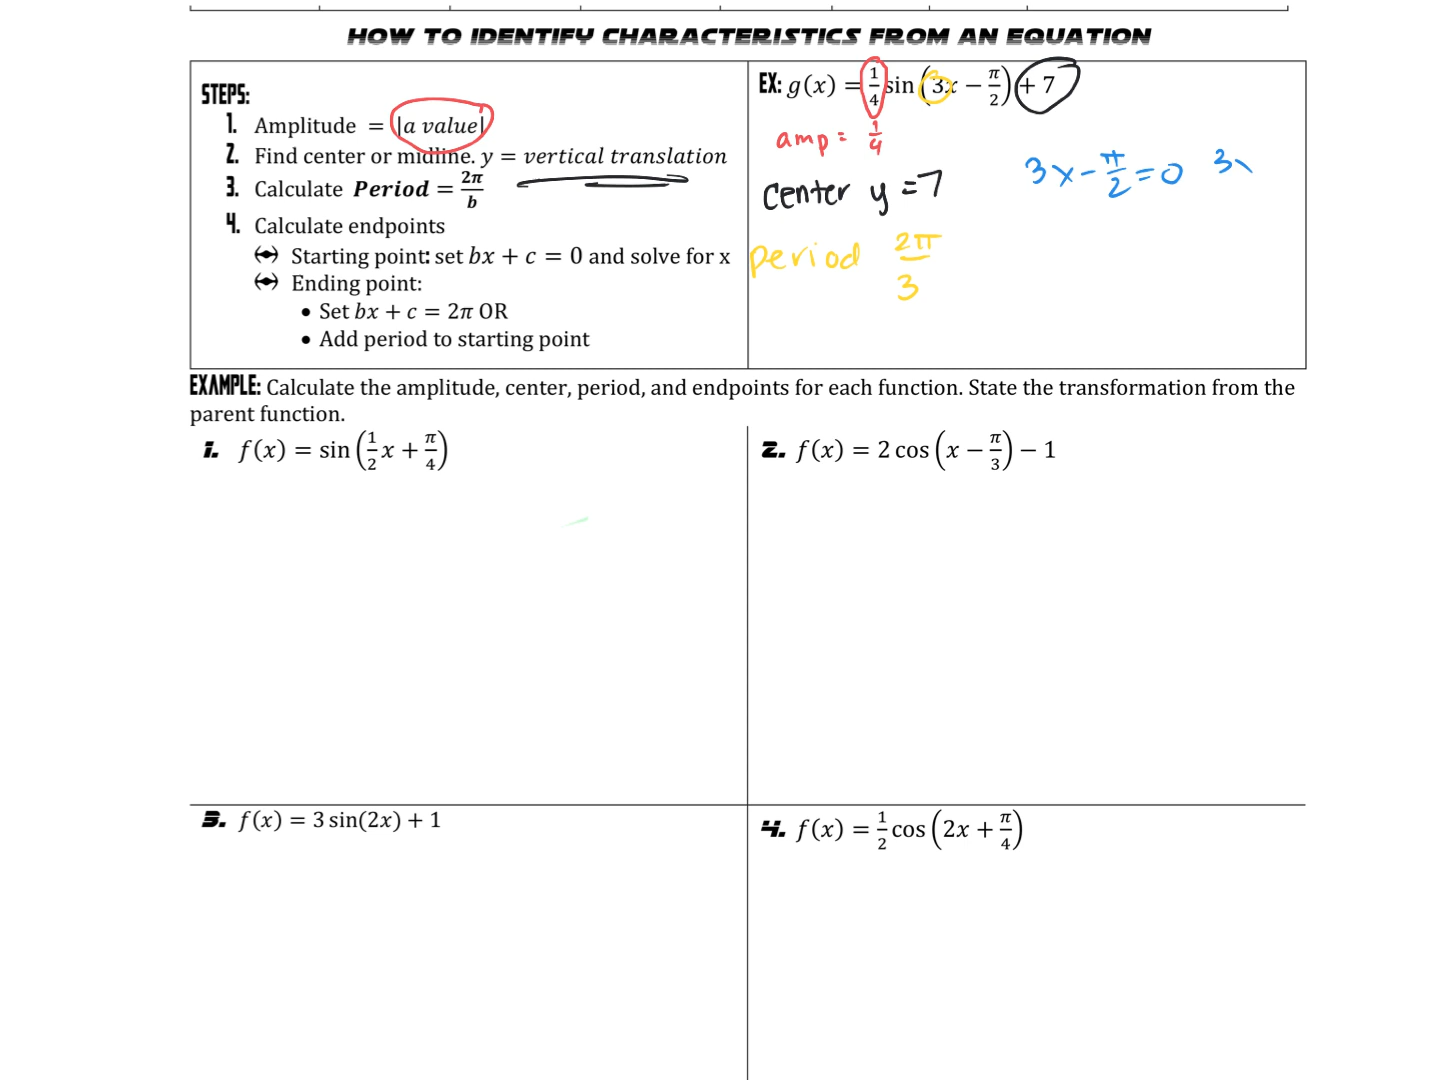 HOW TO IDENTIFY CHARACTERISTICS FROM AN EQUATION
STEPS:
1. Amplitude = |a value|
2. Find center or midline. y = vertical translation
3. Calculate Period = 2π/b
4. Calculate endpoints
Starting point: set bx + c = 0 and solve for x
Ending point:
• Set bx + c = 2π OR
• Add period to starting point
EX: g(x) = 1/4 sin (3x − π/2) + 7
amp = 1/4
center y = 7
period 2π/3
3x - π/2 = 0
3x
EXAMPLE: Calculate the amplitude, center, period, and endpoints for each function. State the transformation from the
parent function.
1. f(x) = sin (1/2 x + π/4)
2. f(x) = 2 cos (x − π/3) − 1
3. f(x) = 3 sin(2x) + 1
4. f(x) = 1/2 cos (2x + π/4)